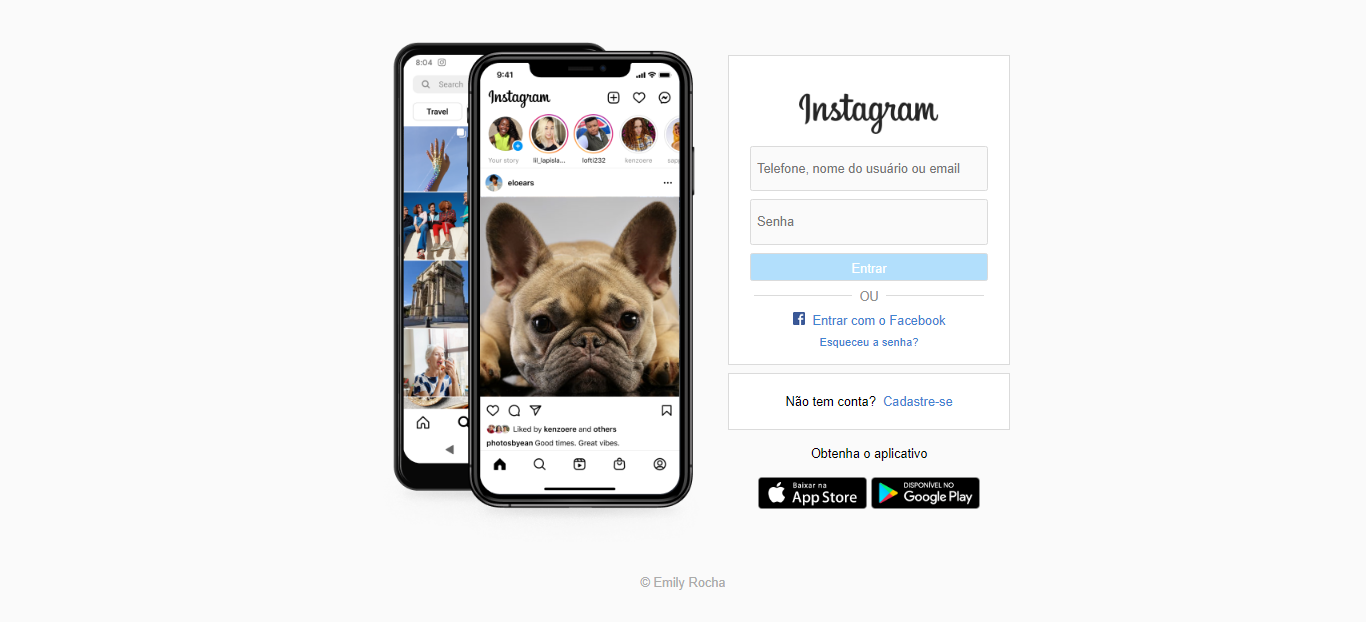 8:04
Search
Travel
9:41
Instagram
Your story
lil_lapisla...
lofti232
kenzoere
eloears
Liked by kenzoere and others
photosbyean Good times. Great vibes.
Instagram
Telefone, nome do usuário ou email
Senha
Entrar
OU
Entrar com o Facebook
Esqueceu a senha?
Não tem conta? Cadastre-se
Obtenha o aplicativo
Baixar na
App Store
DISPONÍVEL NO
Google Play
© Emily Rocha